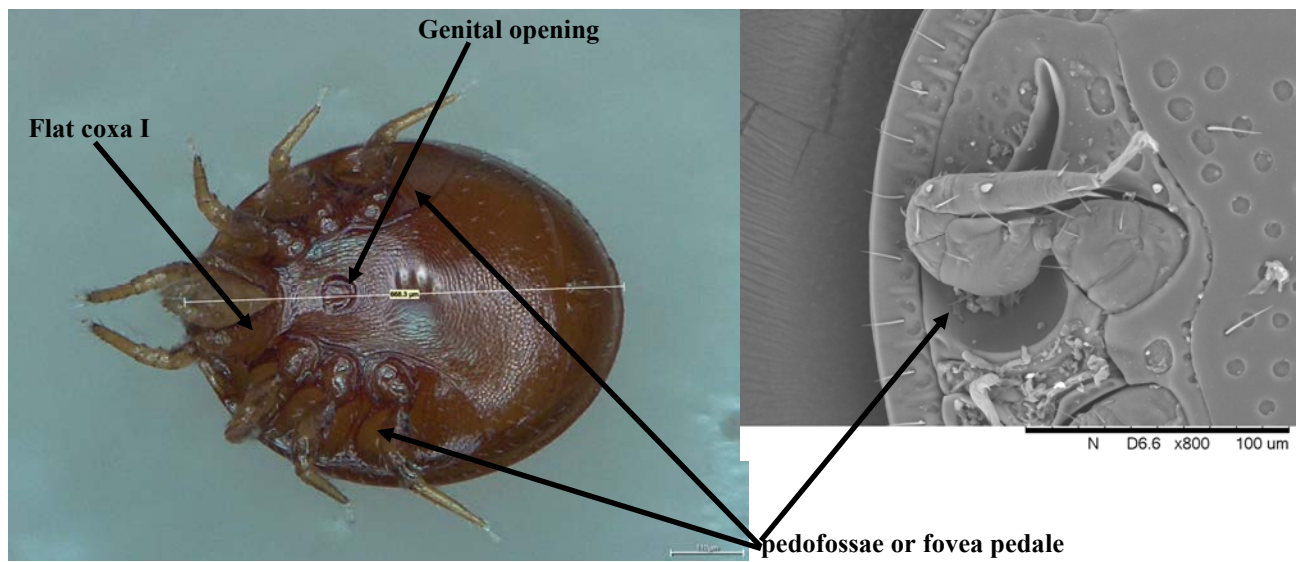 Genital opening
Flat coxa I
N D6.6 x800 100 um
pedofossae or fovea pedale